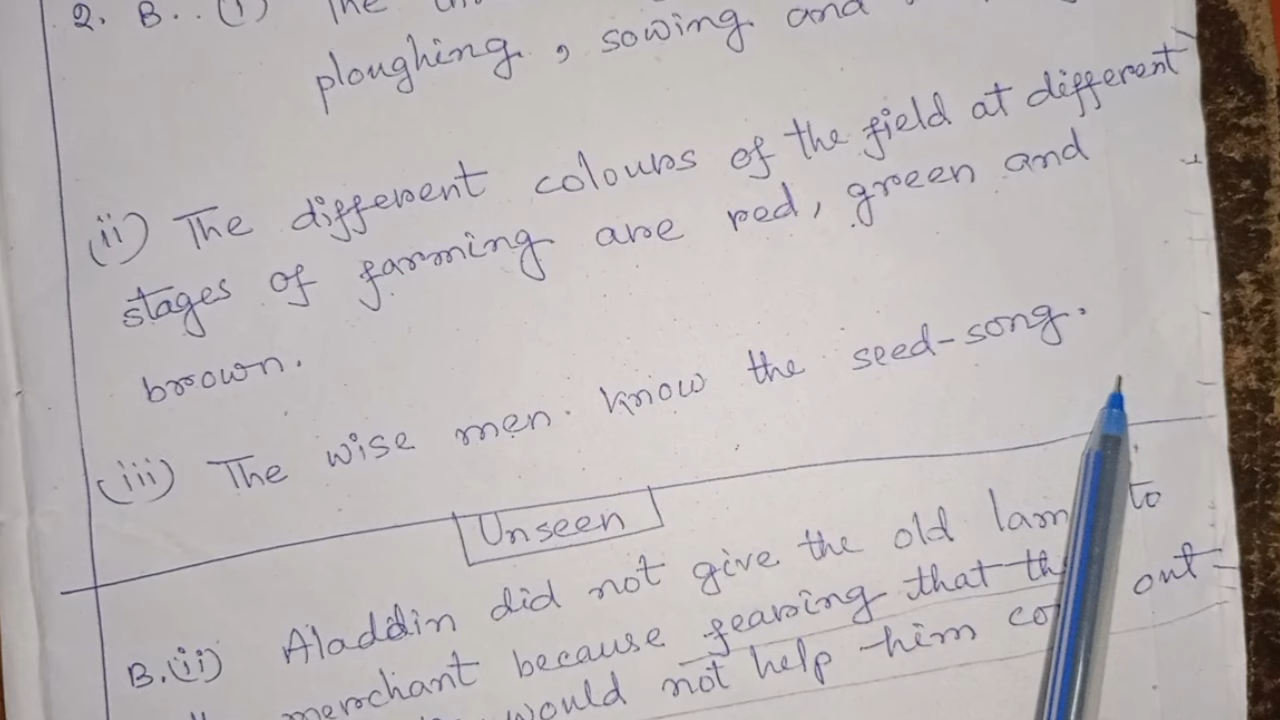 2. B. (i) The
ploughing, sowing and
(ii) The different colours of the field at different
stages of farming are red, green and
brown.
(iii) The wise men. know the seed-song.
Unseen
B.(ii) Aladdin did not give the old lam to
merchant because fearing that th
would not help him co out